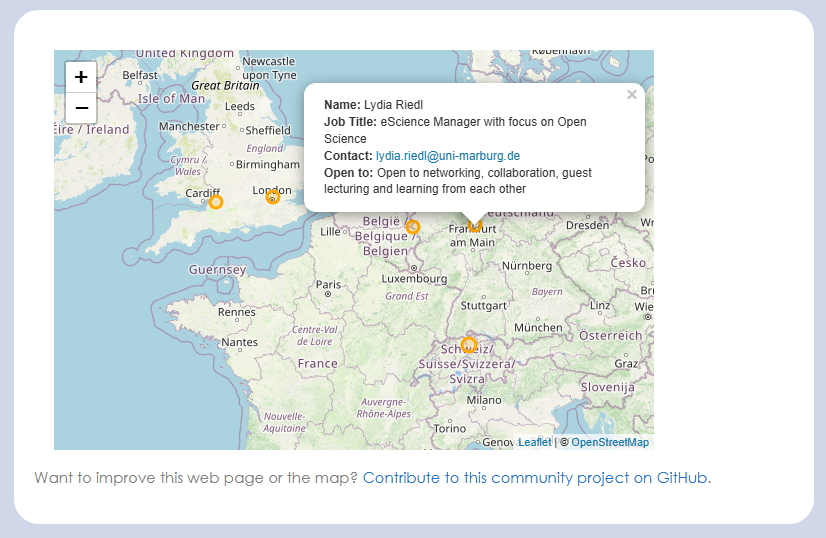 United Kingdom
København
Newcastle
upon Tyne
Belfast
+
Great Britain
Isle of Man
Leeds
−
Éire / Ireland
Manchester
Sheffield
England
Cymru /
Wales
Birmingham
Cardiff
London
×
Name: Lydia Riedl
Job Title: eScience Manager with focus on Open
Science
Contact: lydia.riedl@uni-marburg.de
Open to: Open to networking, collaboration, guest
lecturing and learning from each other
Deutschland
Lille
België /
Belgique /
Belgien
Frankfurt
am Main
Dresden
Guernsey
Luxembourg
Nürnberg
Česko
Paris
Grand Est
Bayern
Rennes
Stuttgart
Linz
Nantes
Centre-Val
de Loire
München
Österreich
France
Schweiz/
Suisse/Svizzera/
Svizra
Graz
Slovenija
Milano
Auvergne-
Rhône-Alpes
Nouvelle-
Aquitaine
Torino
Genova
Leaflet | © OpenStreetMap
Want to improve this web page or the map? Contribute to this community project on GitHub.